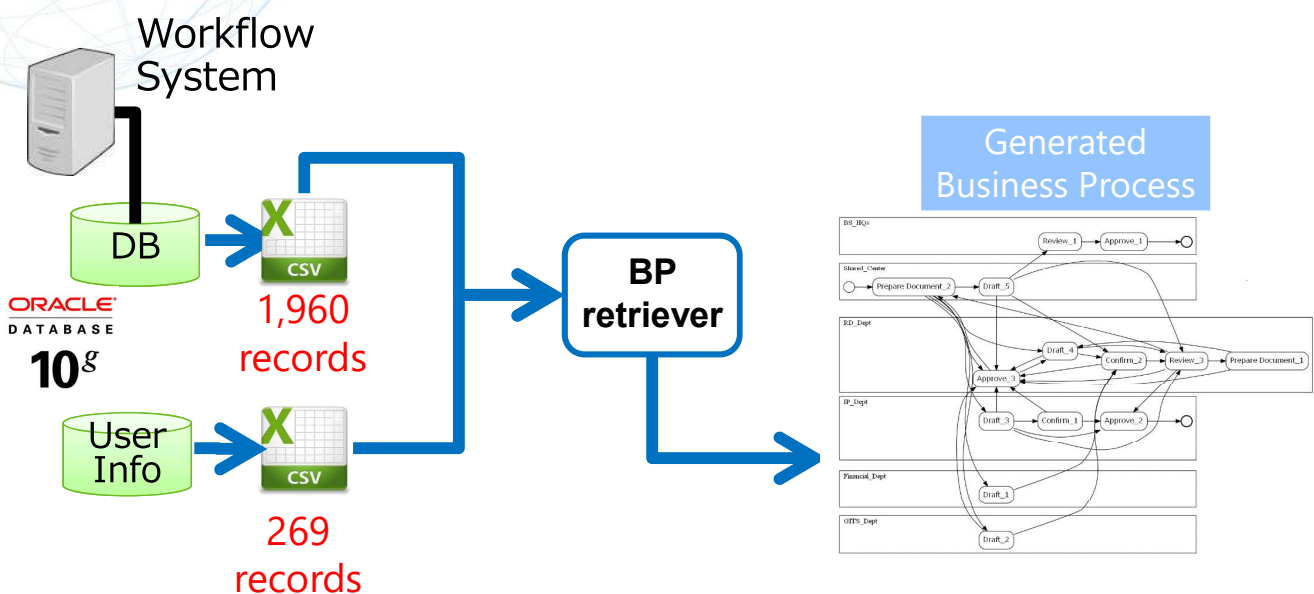 Workflow
System
DB
X
CSV
1,960
records
ORACLE®
DATABASE
10g
User
Info
X
CSV
269
records
BP
retriever
Generated
Business Process
BS_HQs
Review_1
Approve_1
Shared_Center
Prepare Document_2
Draft_5
RD_Dept
Draft_4
Confirm_2
Review_3
Prepare Document_1
Approve_3
IP_Dept
Draft_3
Confirm_1
Approve_2
Financial_Dept
Draft_1
OITS_Dept
Draft_2